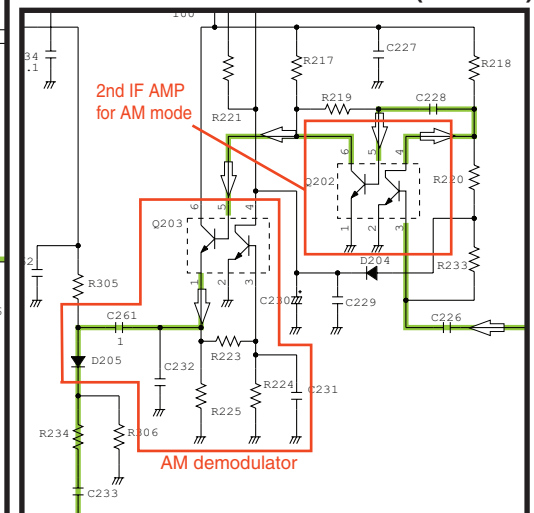 C227
R217
R218
.1
2nd IF AMP
for AM mode
R219
C228
R221
6
5
4
Q202
R220
6
5
4
Q203
1
2
3
D204
R233
1
2
3
R305
C230
C229
C226
C261
1
R223
D205
C232
R224
C231
R225
R234
R306
AM demodulator
C233